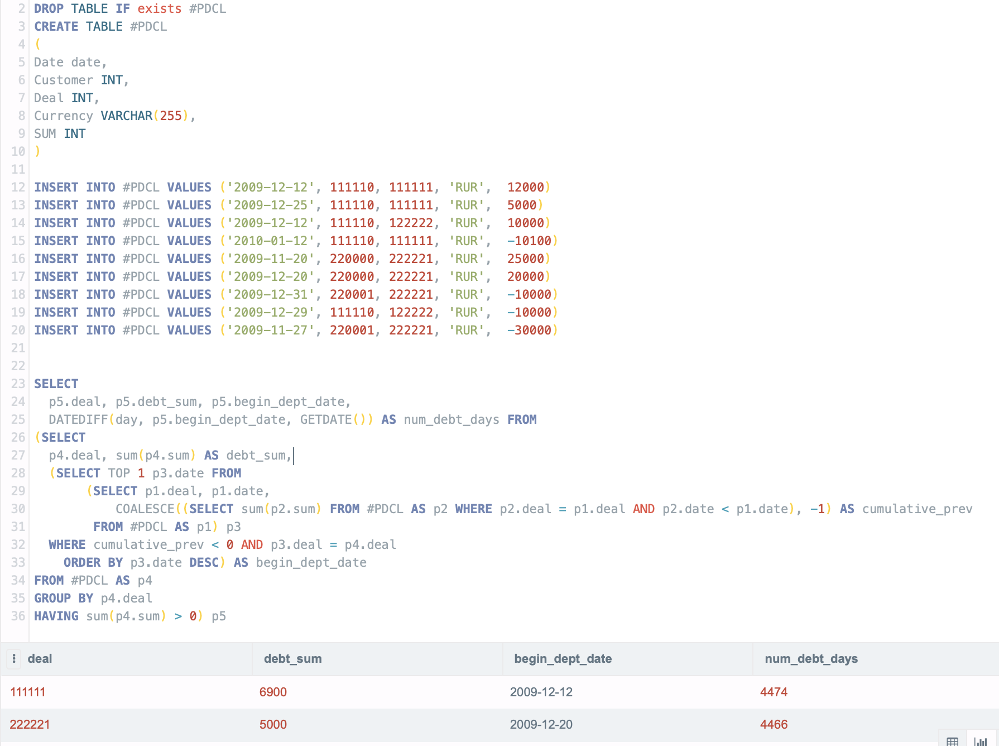 2 DROP TABLE IF exists #PDCL
3 CREATE TABLE #PDCL
4 (
5 Date date,
6 Customer INT,
7 Deal INT,
8 Currency VARCHAR(255),
9 SUM INT
10 )
11
12 INSERT INTO #PDCL VALUES ('2009-12-12', 111110, 111111, 'RUR', 12000)
13 INSERT INTO #PDCL VALUES ('2009-12-25', 111110, 111111, 'RUR', 5000)
14 INSERT INTO #PDCL VALUES ('2009-12-12', 111110, 122222, 'RUR', 10000)
15 INSERT INTO #PDCL VALUES ('2010-01-12', 111110, 111111, 'RUR', -10100)
16 INSERT INTO #PDCL VALUES ('2009-11-20', 220000, 222221, 'RUR', 25000)
17 INSERT INTO #PDCL VALUES ('2009-12-20', 220000, 222221, 'RUR', 20000)
18 INSERT INTO #PDCL VALUES ('2009-12-31', 220001, 222221, 'RUR', -10000)
19 INSERT INTO #PDCL VALUES ('2009-12-29', 111110, 122222, 'RUR', -10000)
20 INSERT INTO #PDCL VALUES ('2009-11-27', 220001, 222221, 'RUR', -30000)
21
22
23 SELECT
24 p5.deal, p5.debt_sum, p5.begin_dept_date,
25 DATEDIFF(day, p5.begin_dept_date, GETDATE()) AS num_debt_days FROM
26 (SELECT
27 p4.deal, sum(p4.sum) AS debt_sum,
28 (SELECT TOP 1 p3.date FROM
29 (SELECT p1.deal, p1.date,
30 COALESCE((SELECT sum(p2.sum) FROM #PDCL AS p2 WHERE p2.deal = p1.deal AND p2.date < p1.date), -1) AS cumulative_prev
31 FROM #PDCL AS p1) p3
32 WHERE cumulative_prev < 0 AND p3.deal = p4.deal
33 ORDER BY p3.date DESC) AS begin_dept_date
34 FROM #PDCL AS p4
35 GROUP BY p4.deal
36 HAVING sum(p4.sum) > 0) p5
deal debt_sum begin_dept_date num_debt_days
111111 6900 2009-12-12 4474
222221 5000 2009-12-20 4466